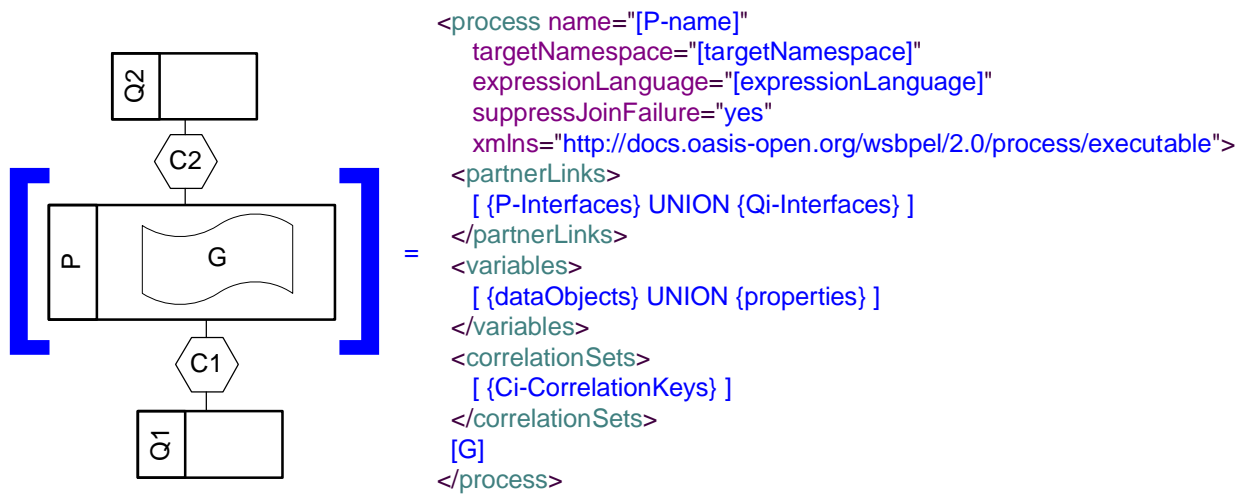 Q2
C2
P
G
C1
Q1
=
<process name="[P-name]"
targetNamespace="[targetNamespace]"
expressionLanguage="[expressionLanguage]"
suppressJoinFailure="yes"
xmlns="http://docs.oasis-open.org/wsbpel/2.0/process/executable">
<partnerLinks>
[ {P-Interfaces} UNION {Qi-Interfaces} ]
</partnerLinks>
<variables>
[ {dataObjects} UNION {properties} ]
</variables>
<correlationSets>
[ {Ci-CorrelationKeys} ]
</correlationSets>
[G]
</process>